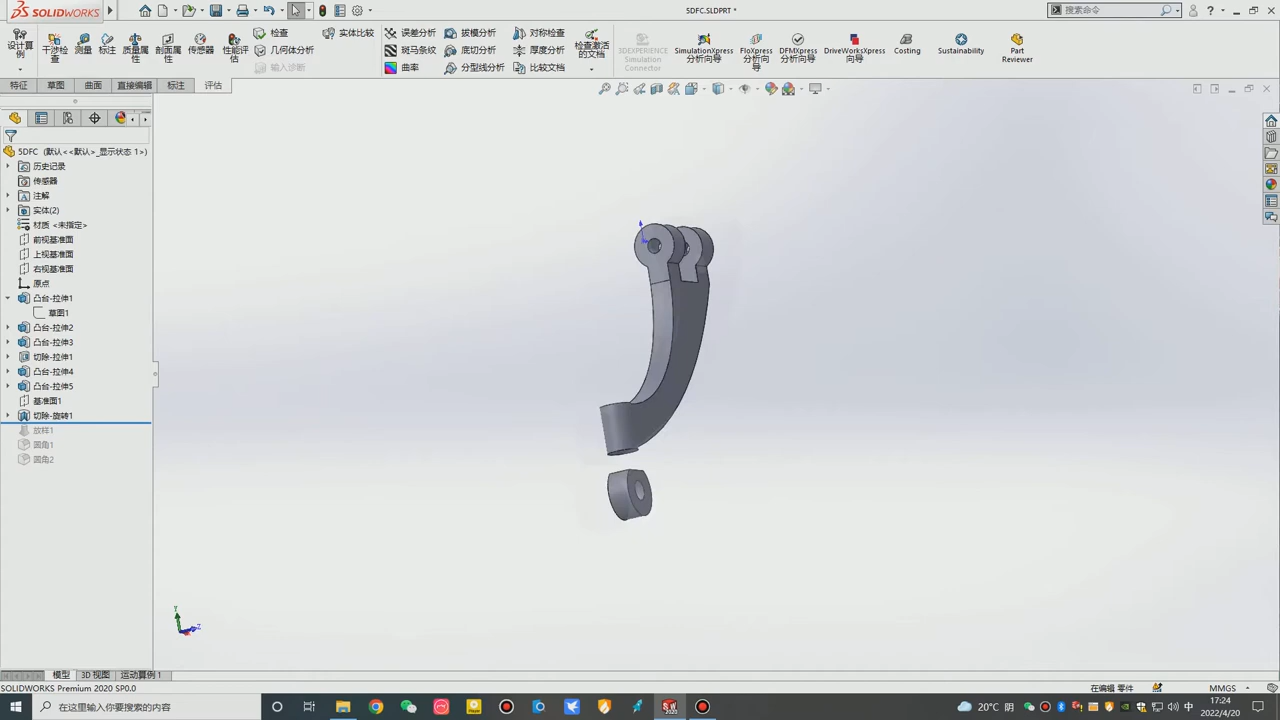 SOLIDWORKS
5DFC.SLDPRT *
搜索命令
设计算例
干涉检查
测量
标注
质量属性
剖面属性
传感器
性能评估
检查
几何体分析
输入诊断
实体比较
误差分析
斑马条纹
曲率
拔模分析
底切分析
分型线分析
对称检查
厚度分析
比较文档
检查激活的文档
3DEXPERIENCE Simulation Connector
SimulationXpress 分析向导
FloXpress 分析向导
DFMXpress 分析向导
DriveWorksXpress 向导
Costing
Sustainability
Part Reviewer
特征
草图
曲面
直接编辑
标注
评估
5DFC (默认<<默认>_显示状态 1>)
历史记录
传感器
注解
实体(2)
材质 <未指定>
前视基准面
上视基准面
右视基准面
原点
凸台-拉伸1
草图1
凸台-拉伸2
凸台-拉伸3
切除-拉伸1
凸台-拉伸4
凸台-拉伸5
基准面1
切除-旋转1
放样1
圆角1
圆角2
Y
Z
模型
3D 视图
运动算例 1
SOLIDWORKS Premium 2020 SP0.0
在编辑 零件
MMGS
在这里输入你要搜索的内容
20°C 阴
中
17:24
2022/4/20